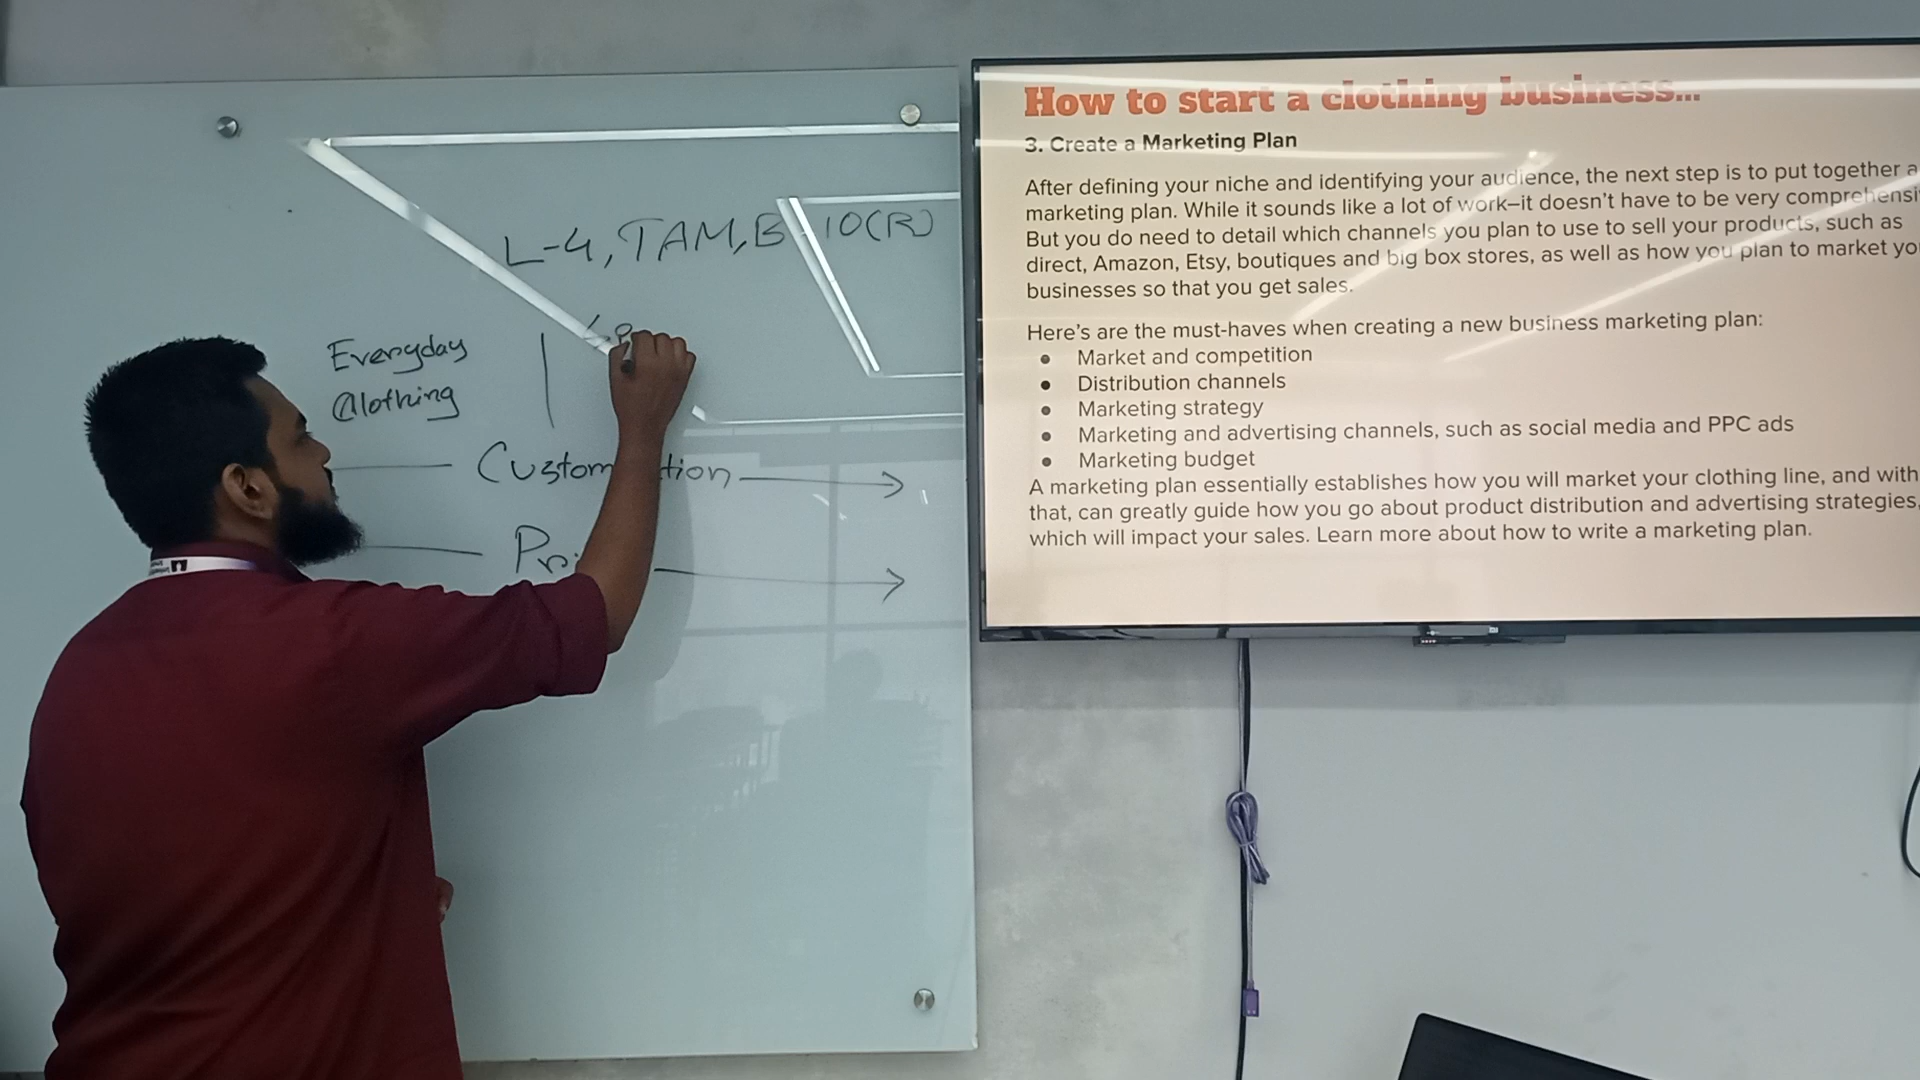 L-4, TAM, B-10(R)
Everyday
Clothing
How to start a clothing business...
3. Create a Marketing Plan
After defining your niche and identifying your audience, the next step is to put together a
marketing plan. While it sounds like a lot of work–it doesn't have to be very
But you do need to detail which channels you plan to use to sell your products, such as
direct, Amazon, Etsy, boutiques and big box stores, as well as how you plan to market
businesses so that you get sales.
Here's are the must-haves when creating a new business marketing plan:
• Market and competition
• Distribution channels
• Marketing strategy
• Marketing and advertising channels, such as social media and PPC ads
• Marketing budget
A marketing plan essentially establishes how you will market your clothing line, and with
that, can greatly guide how you go about product distribution and advertising strategies,
which will impact your sales. Learn more about how to write a marketing plan.